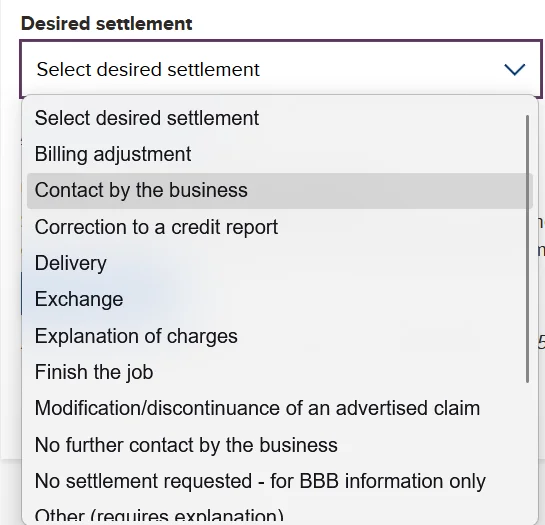 Desired settlement
Select desired settlement
Select desired settlement
Billing adjustment
Contact by the business
Correction to a credit report
Delivery
Exchange
Explanation of charges
Finish the job
Modification/discontinuance of an advertised claim
No further contact by the business
No settlement requested - for BBB information only
Other (requires explanation)